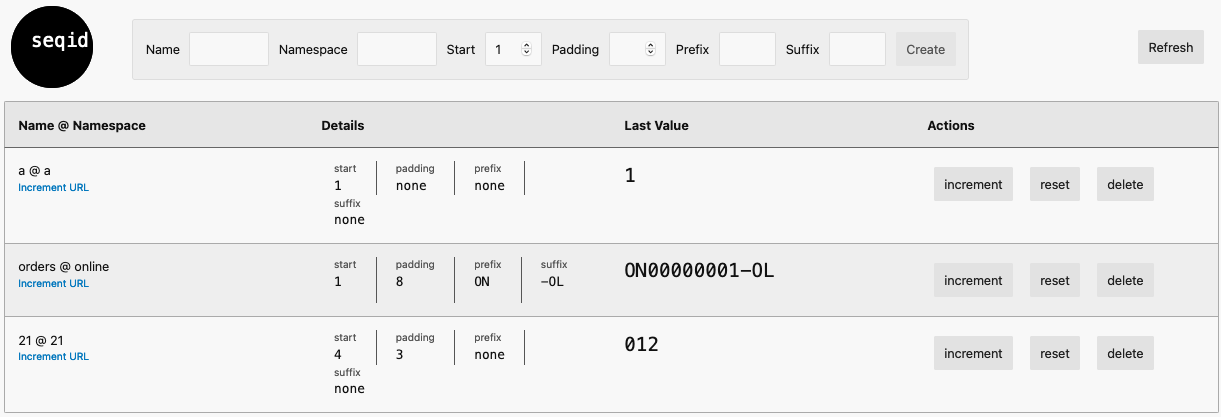 seqid
Name Namespace Start 1 Padding Prefix Suffix Create
Refresh
Name @ Namespace Details Last Value Actions
a @ a
Increment URL
start padding prefix
1 none none
suffix
none
1
increment reset delete
orders @ online
Increment URL
start padding prefix suffix
1 8 ON -OL
ON00000001-OL
increment reset delete
21 @ 21
Increment URL
start padding prefix
4 3 none
suffix
none
012
increment reset delete